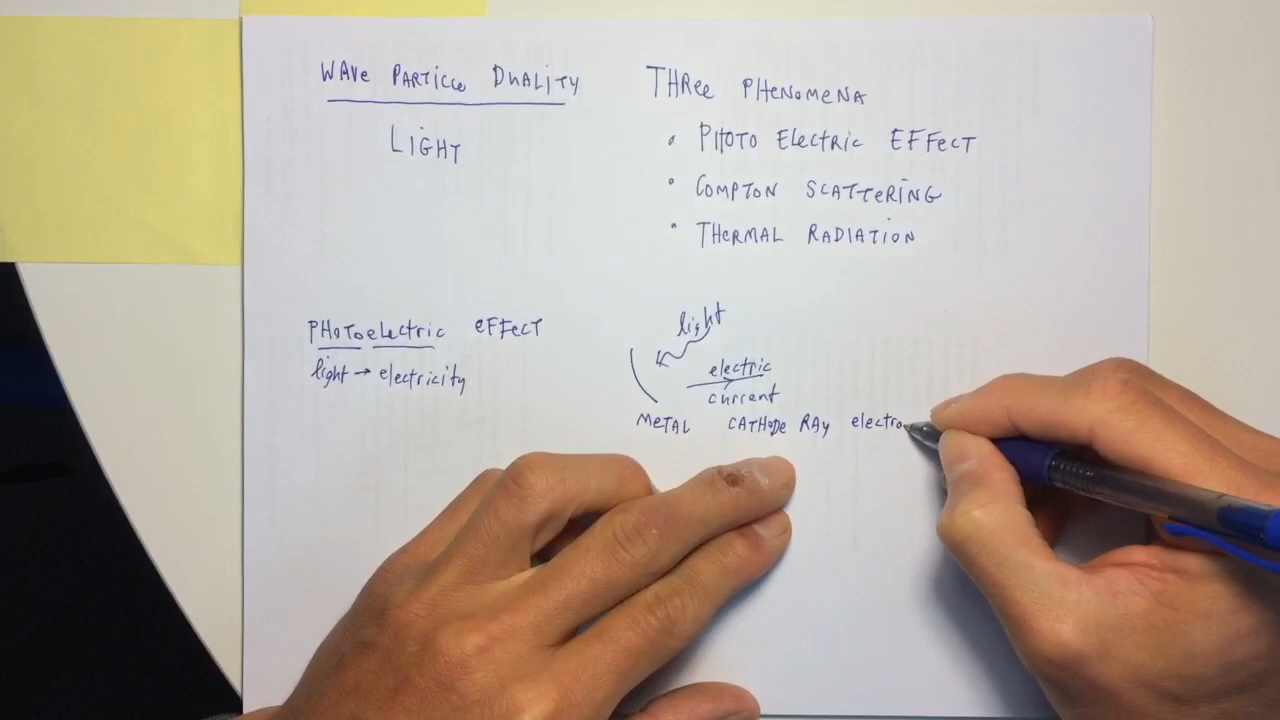 WAVe PARTiCLe DuALiTY
LiGHT
THRee PHeNoMeNA
• PHOTO Electric EFFecT
• COMPTON SCATTeRiNG
• THeRMAL RADiATiON
PHoToelectric eFFecT
light → electricity
light
electric
current
MeTAL CATHoDe RAy electro